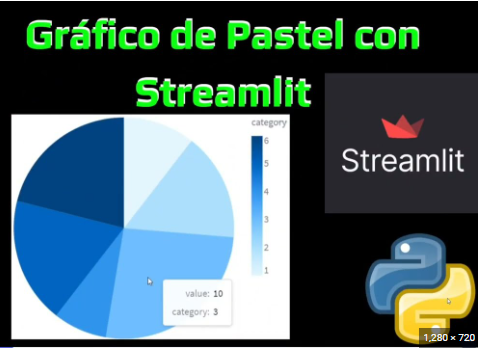 Gráfico de Pastel con
Streamlit
category
6
5
4
3
2
1
value: 10
category: 3
Streamlit
1,280 × 720